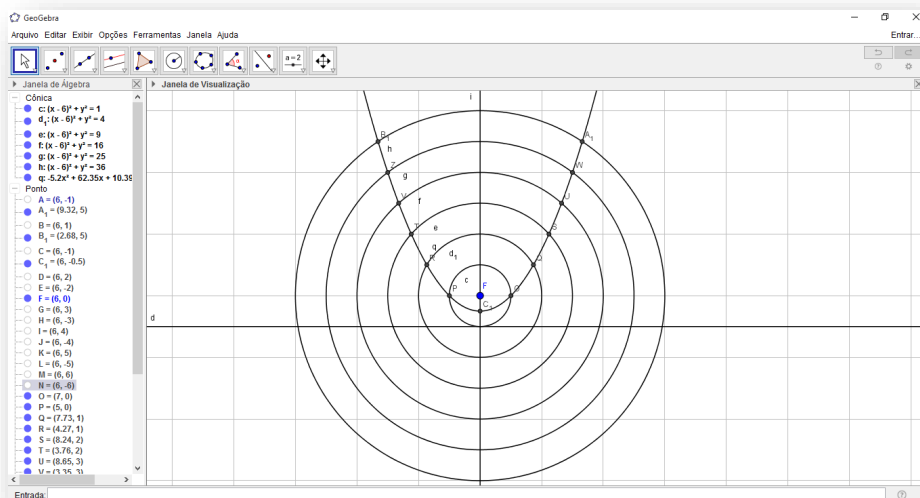 GeoGebra
Arquivo Editar Exibir Opções Ferramentas Janela Ajuda
Entrar...
a = 2
Janela de Álgebra
Janela de Visualização
Cônica
c: (x - 6)² + y² = 1
d₁: (x - 6)² + y² = 4
e: (x - 6)² + y² = 9
f: (x - 6)² + y² = 16
g: (x - 6)² + y² = 25
h: (x - 6)² + y² = 36
q: -5.2x² + 62.35x + 10.39
Ponto
A = (6, -1)
A₁ = (9.32, 5)
B = (6, 1)
B₁ = (2.68, 5)
C = (6, -1)
C₁ = (6, -0.5)
D = (6, 2)
E = (6, -2)
F = (6, 0)
G = (6, 3)
H = (6, -3)
I = (6, 4)
J = (6, -4)
K = (6, 5)
L = (6, -5)
M = (6, 6)
N = (6, -6)
O = (7, 0)
P = (5, 0)
Q = (7.73, 1)
R = (4.27, 1)
S = (8.24, 2)
T = (3.76, 2)
U = (8.65, 3)
V = (3.35, 3)
i
B₁
A₁
h
Z
W
g
V
U
f
T
e
S
q
d₁
R
Q
c
F
P
O
C₁
d
Entrada: